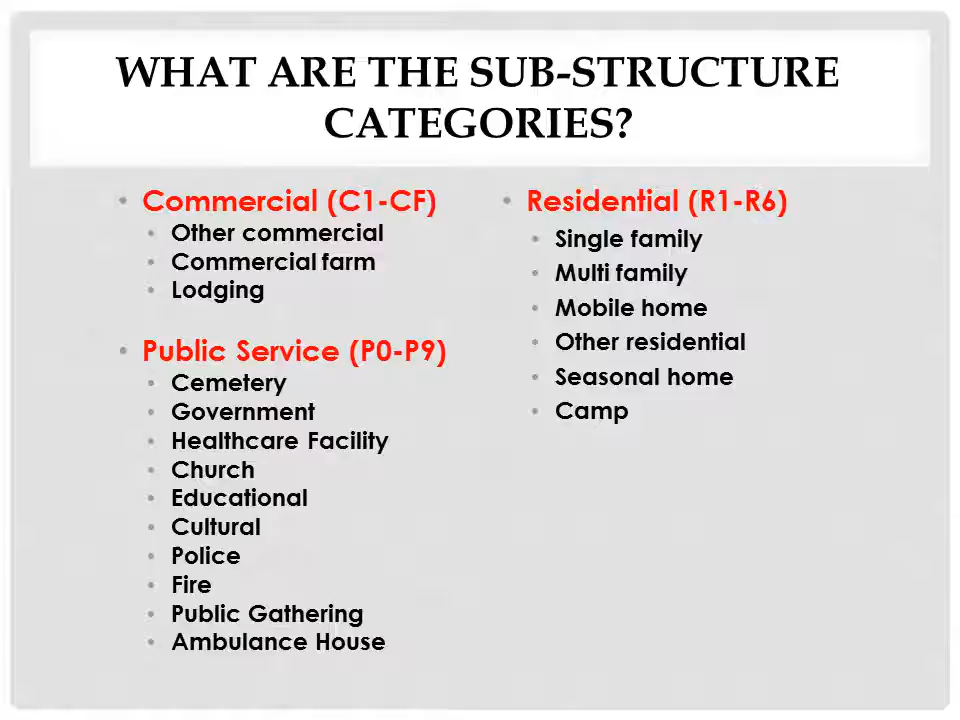 WHAT ARE THE SUB-STRUCTURE
CATEGORIES?
• Commercial (C1-CF)
• Other commercial
• Commercial farm
• Lodging
• Public Service (P0-P9)
• Cemetery
• Government
• Healthcare Facility
• Church
• Educational
• Cultural
• Police
• Fire
• Public Gathering
• Ambulance House
• Residential (R1-R6)
• Single family
• Multi family
• Mobile home
• Other residential
• Seasonal home
• Camp